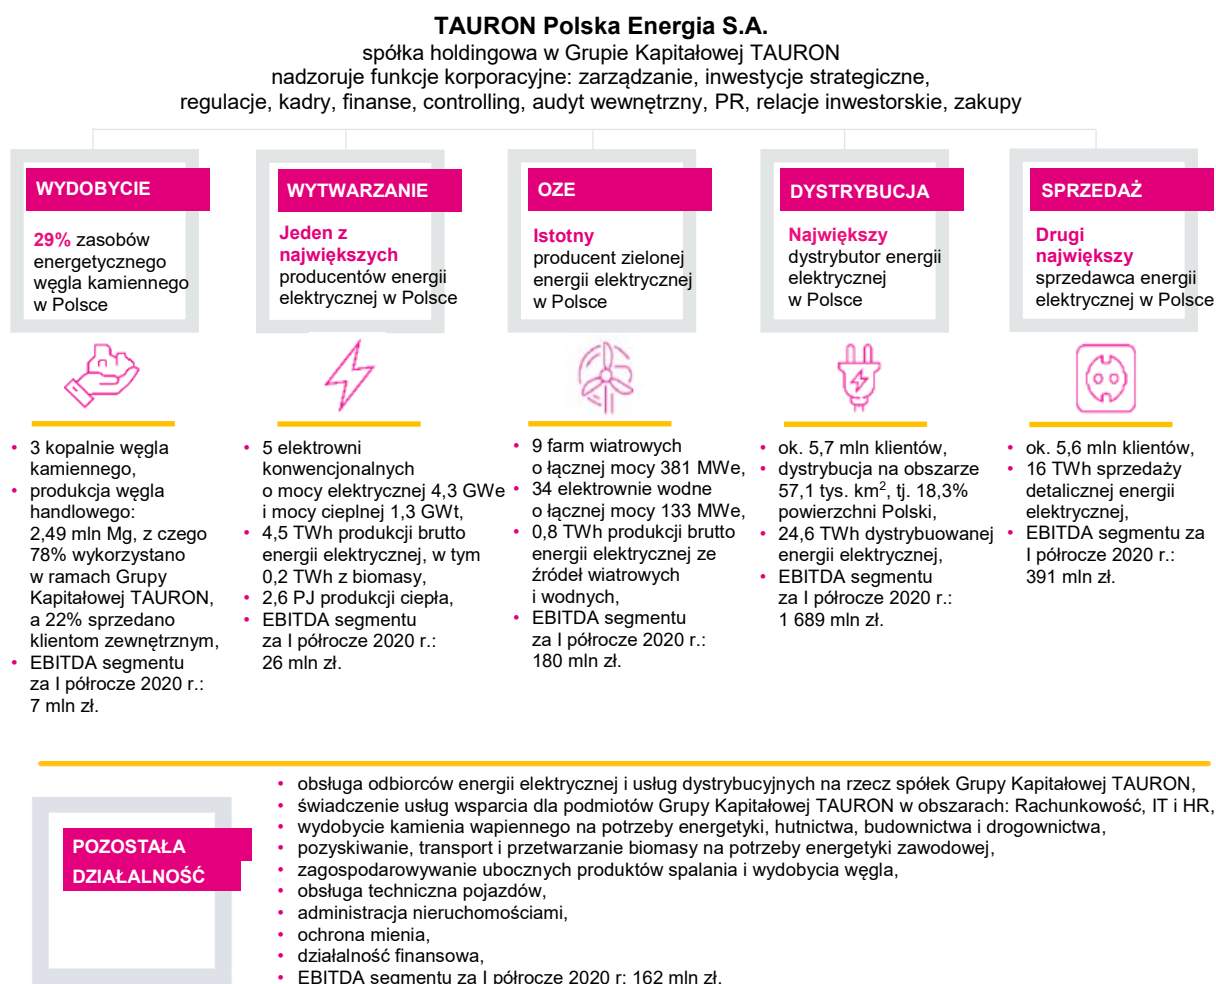 TAURON Polska Energia S.A.
spółka holdingowa w Grupie Kapitałowej TAURON
nadzoruje funkcje korporacyjne: zarządzanie, inwestycje strategiczne,
regulacje, kadry, finanse, controlling, audyt wewnętrzny, PR, relacje inwestorskie, zakupy
WYDOBYCIE
29% zasobów
energetycznego
węgla kamiennego
w Polsce
• 3 kopalnie węgla
kamiennego,
• produkcja węgla
handlowego:
2,49 mln Mg, z czego
78% wykorzystano
w ramach Grupy
Kapitałowej TAURON,
a 22% sprzedano
klientom zewnętrznym,
• EBITDA segmentu
za I półrocze 2020 r.:
7 mln zł.
WYTWARZANIE
Jeden z
największych
producentów energii
elektrycznej w Polsce
• 5 elektrowni
konwencjonalnych
o mocy elektrycznej 4,3 GWe
i mocy cieplnej 1,3 GWt,
• 4,5 TWh produkcji brutto
energii elektrycznej, w tym
0,2 TWh z biomasy,
• 2,6 PJ produkcji ciepła,
• EBITDA segmentu
za I półrocze 2020 r.:
26 mln zł.
OZE
Istotny
producent zielonej
energii elektrycznej
w Polsce
• 9 farm wiatrowych
o łącznej mocy 381 MWe,
• 34 elektrownie wodne
o łącznej mocy 133 MWe,
• 0,8 TWh produkcji brutto
energii elektrycznej ze
źródeł wiatrowych
i wodnych,
• EBITDA segmentu
za I półrocze 2020 r.:
180 mln zł.
DYSTRYBUCJA
Największy
dystrybutor energii
elektrycznej
w Polsce
• ok. 5,7 mln klientów,
• dystrybucja na obszarze
57,1 tys. km², tj. 18,3%
powierzchni Polski,
• 24,6 TWh dystrybuowanej
energii elektrycznej,
• EBITDA segmentu
za I półrocze 2020 r.:
1 689 mln zł.
SPRZEDAŻ
Drugi
największy
sprzedawca energii
elektrycznej w Polsce
• ok. 5,6 mln klientów,
• 16 TWh sprzedaży
detalicznej energii
elektrycznej,
• EBITDA segmentu za
I półrocze 2020 r.:
391 mln zł.
POZOSTAŁA
DZIAŁALNOŚĆ
• obsługa odbiorców energii elektrycznej i usług dystrybucyjnych na rzecz spółek Grupy Kapitałowej TAURON,
• świadczenie usług wsparcia dla podmiotów Grupy Kapitałowej TAURON w obszarach: Rachunkowość, IT i HR,
• wydobycie kamienia wapiennego na potrzeby energetyki, hutnictwa, budownictwa i drogownictwa,
• pozyskiwanie, transport i przetwarzanie biomasy na potrzeby energetyki zawodowej,
• zagospodarowywanie ubocznych produktów spalania i wydobycia węgla,
• obsługa techniczna pojazdów,
• administracja nieruchomościami,
• ochrona mienia,
• działalność finansowa,
• EBITDA segmentu za I półrocze 2020 r: 162 mln zł.